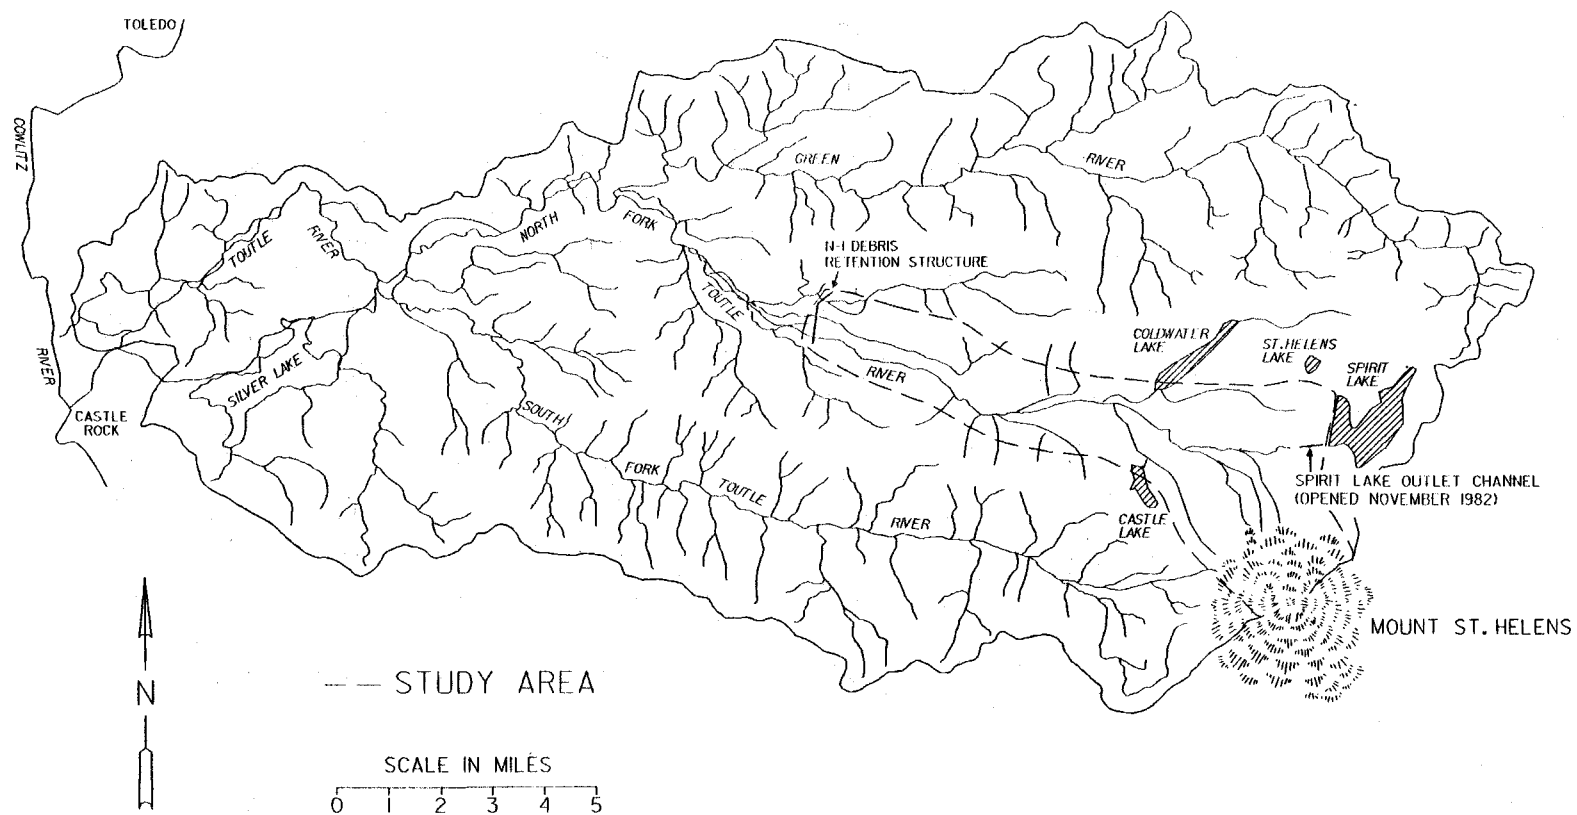 TOLEDO
COWLITZ
RIVER
CASTLE
ROCK
TOUTLE
RIVER
SILVER LAKE
NORTH
FORK
TOUTLE
RIVER
GREEN
RIVER
N-1 DEBRIS
RETENTION STRUCTURE
COLDWATER
LAKE
ST. HELENS
LAKE
SPIRIT
LAKE
SPIRIT LAKE OUTLET CHANNEL
(OPENED NOVEMBER 1982)
CASTLE
LAKE
SOUTH
FORK
TOUTLE
RIVER
MOUNT ST. HELENS
N
STUDY AREA
SCALE IN MILES
0 1 2 3 4 5